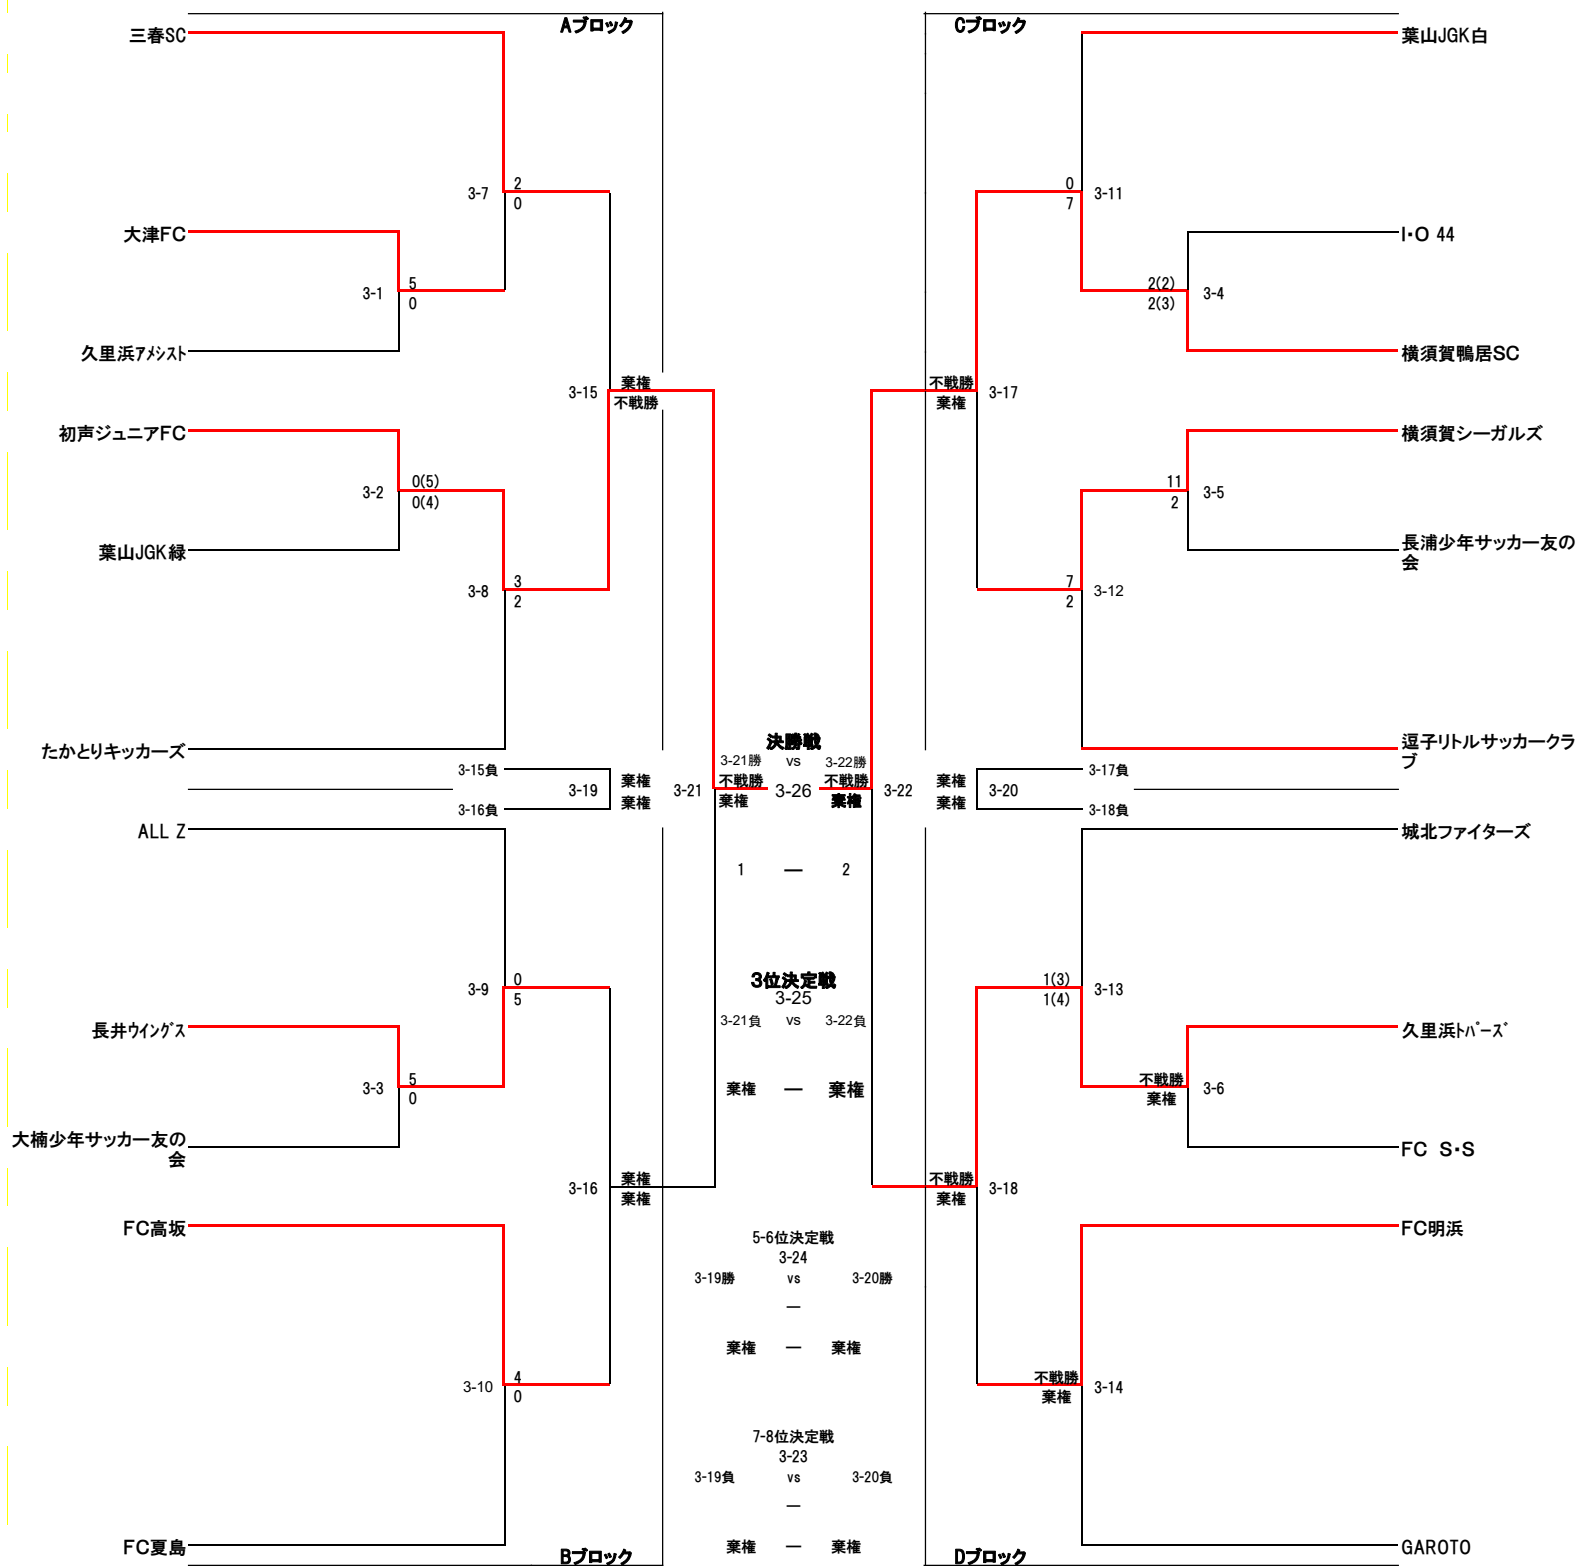 Aブロック
Cブロック
三春SC
葉山JGK白
3-7
2
0
0
7
3-11
大津FC
I・O 44
3-1
5
0
2(2)
2(3)
3-4
久里浜アメシスト
横須賀鴨居SC
3-15
棄権
不戦勝
不戦勝
棄権
3-17
初声ジュニアFC
横須賀シーガルズ
3-2
0(5)
0(4)
11
2
3-5
葉山JGK緑
長浦少年サッカー友の
会
3-8
3
2
7
2
3-12
たかとりキッカーズ
逗子リトルサッカークラ
ブ
決勝戦
3-21勝 vs 3-22勝
3-15負
3-16負
3-19
棄権
棄権
3-21
不戦勝
棄権
3-26
不戦勝
棄権
3-22
棄権
棄権
3-20
3-17負
3-18負
ALL Z
城北ファイターズ
1 ― 2
3-9
0
5
3位決定戦
3-25
3-21負 vs 3-22負
1(3)
1(4)
3-13
長井ウイングス
久里浜トパーズ
3-3
5
0
棄権 ― 棄権
不戦勝
棄権
3-6
大楠少年サッカー友の
会
FC S・S
3-16
棄権
棄権
不戦勝
棄権
3-18
FC高坂
FC明浜
5-6位決定戦
3-24
3-19勝 vs 3-20勝
―
棄権 ― 棄権
3-10
4
0
不戦勝
棄権
3-14
7-8位決定戦
3-23
3-19負 vs 3-20負
―
棄権 ― 棄権
FC夏島
GAROTO
Bブロック
Dブロック